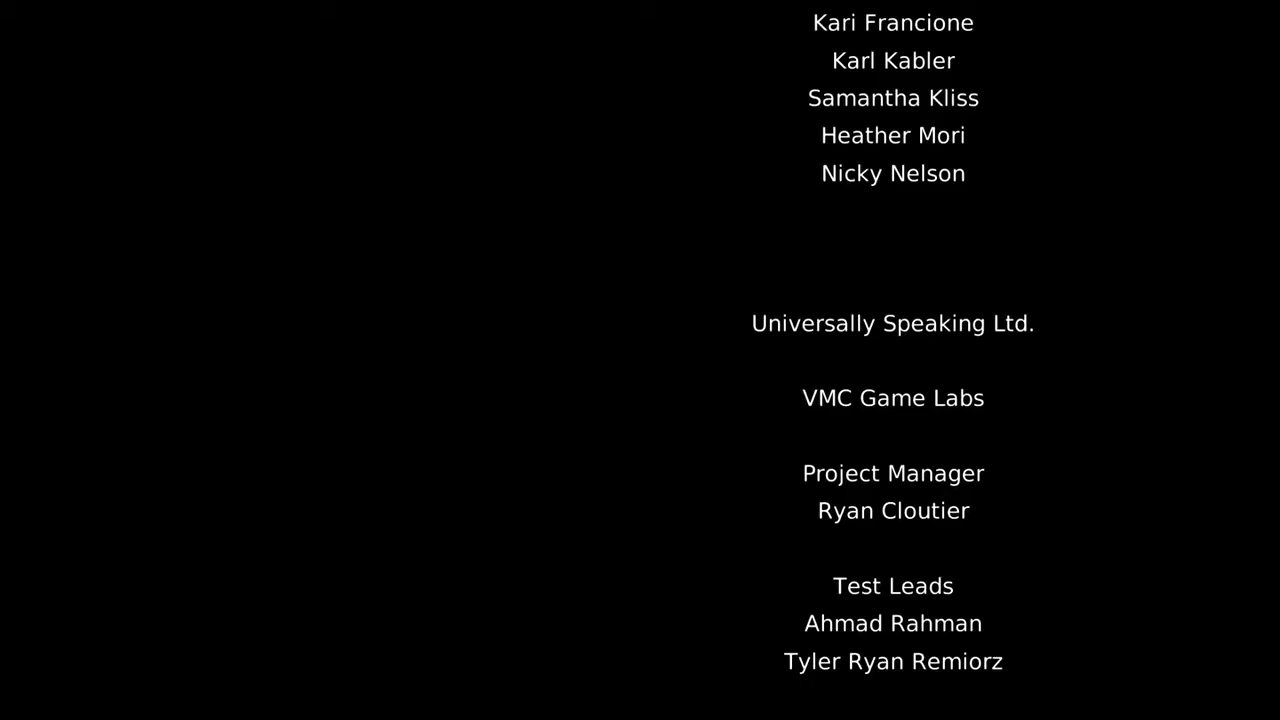 Kari Francione
Karl Kabler
Samantha Kliss
Heather Mori
Nicky Nelson
Universally Speaking Ltd.
VMC Game Labs
Project Manager
Ryan Cloutier
Test Leads
Ahmad Rahman
Tyler Ryan Remiorz